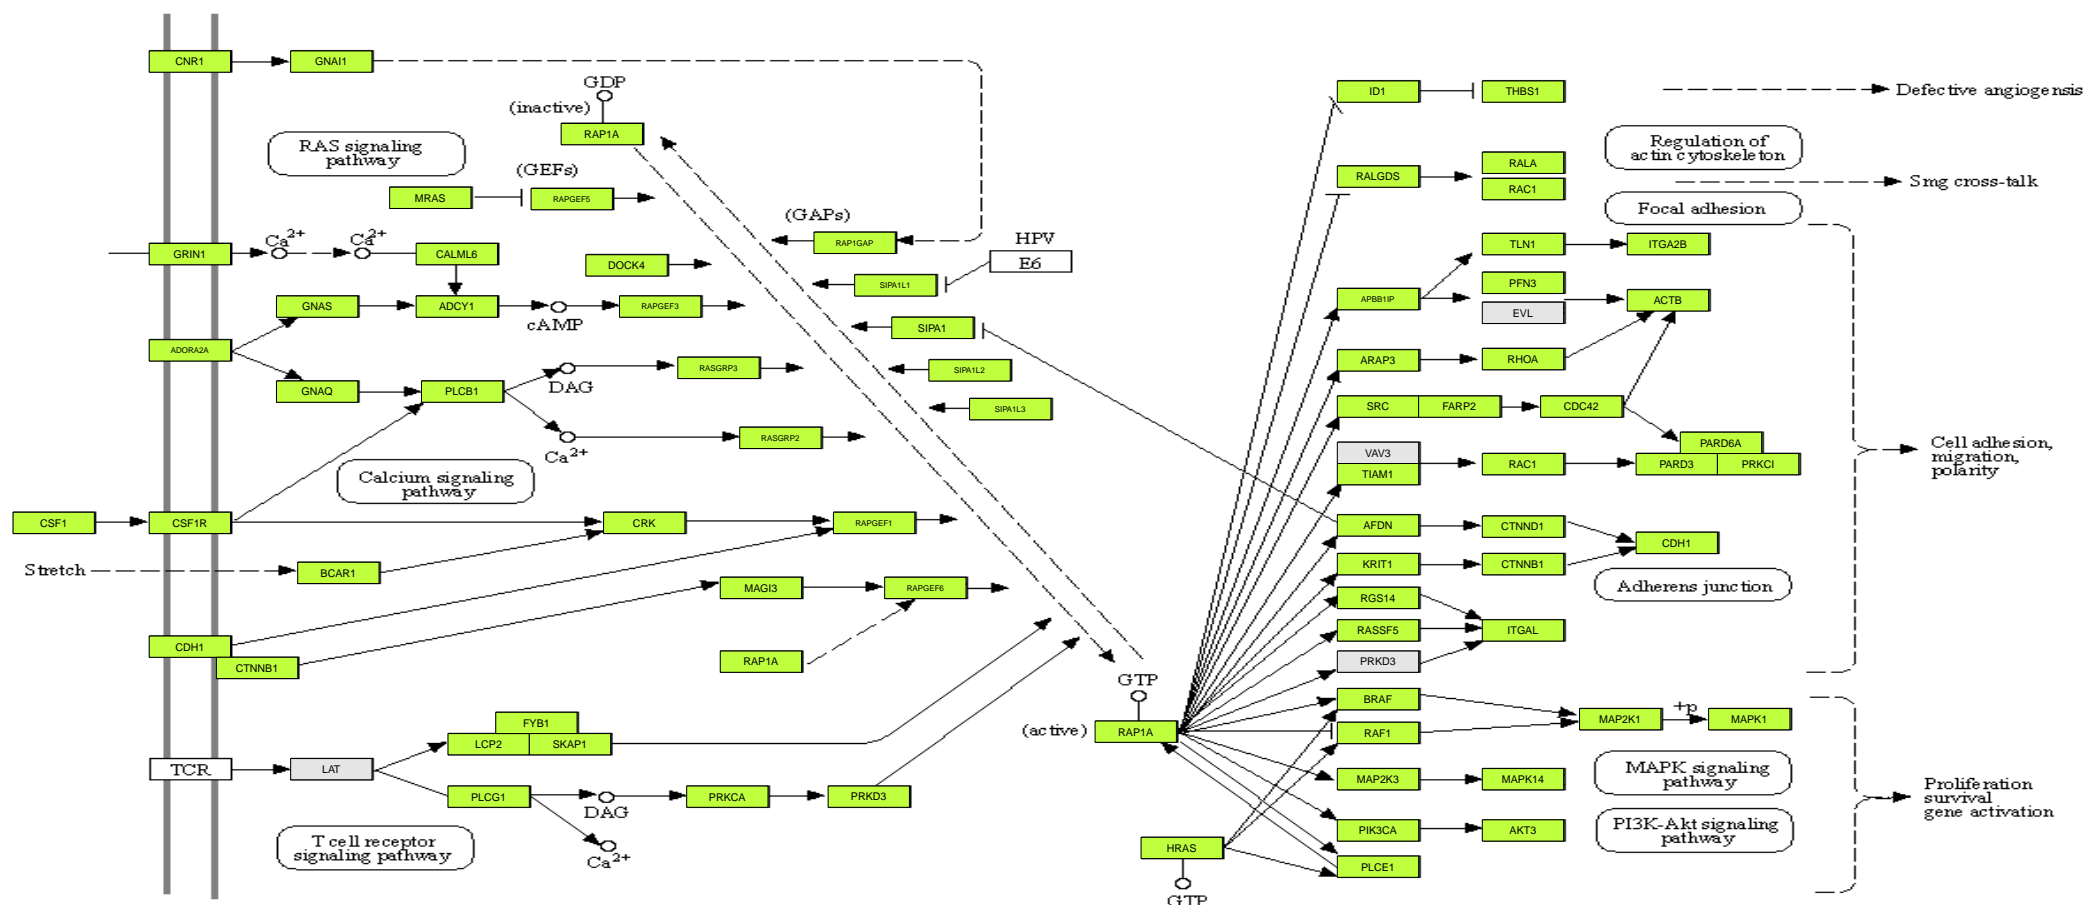 CNR1
GNAI1
GDP
(inactive)
RAP1A
RAS signaling
pathway
(GEFs)
MRAS
RAPGEF5
(GAPs)
RAP1GAP
HPV
E6
GRIN1
Ca2+
Ca2+
CALML6
DOCK4
SIPA1L1
GNAS
ADCY1
cAMP
RAPGEF3
SIPA1
ADORA2A
GNAQ
PLCB1
DAG
RASGRP3
SIPA1L2
SIPA1L3
Ca2+
RASGRP2
Calcium signaling
pathway
CSF1
CSF1R
CRK
RAPGEF1
Stretch
BCAR1
MAGI3
RAPGEF6
CDH1
CTNNB1
RAP1A
GTP
(active)
RAP1A
FYB1
LCP2
SKAP1
TCR
LAT
PLCG1
DAG
PRKCA
PRKD3
Ca2+
T cell receptor
signaling pathway
HRAS
GTP
ID1
THBS1
Defective angiogensis
Regulation of
actin cytoskeleton
RALGDS
RALA
RAC1
Smg cross-talk
Focal adhesion
TLN1
ITGA2B
APBB1IP
PFN3
EVL
ACTB
ARAP3
RHOA
SRC
FARP2
CDC42
PARD6A
PARD3
PRKCI
VAV3
TIAM1
RAC1
Cell adhesion,
migration,
polarity
AFDN
CTNND1
CDH1
KRIT1
CTNNB1
Adherens junction
RGS14
RASSF5
ITGAL
PRKD3
BRAF
RAF1
MAP2K1
+p
MAPK1
MAP2K3
MAPK14
MAPK signaling
pathway
PIK3CA
AKT3
PI3K-Akt signaling
pathway
PLCE1
Proliferation
survival
gene activation